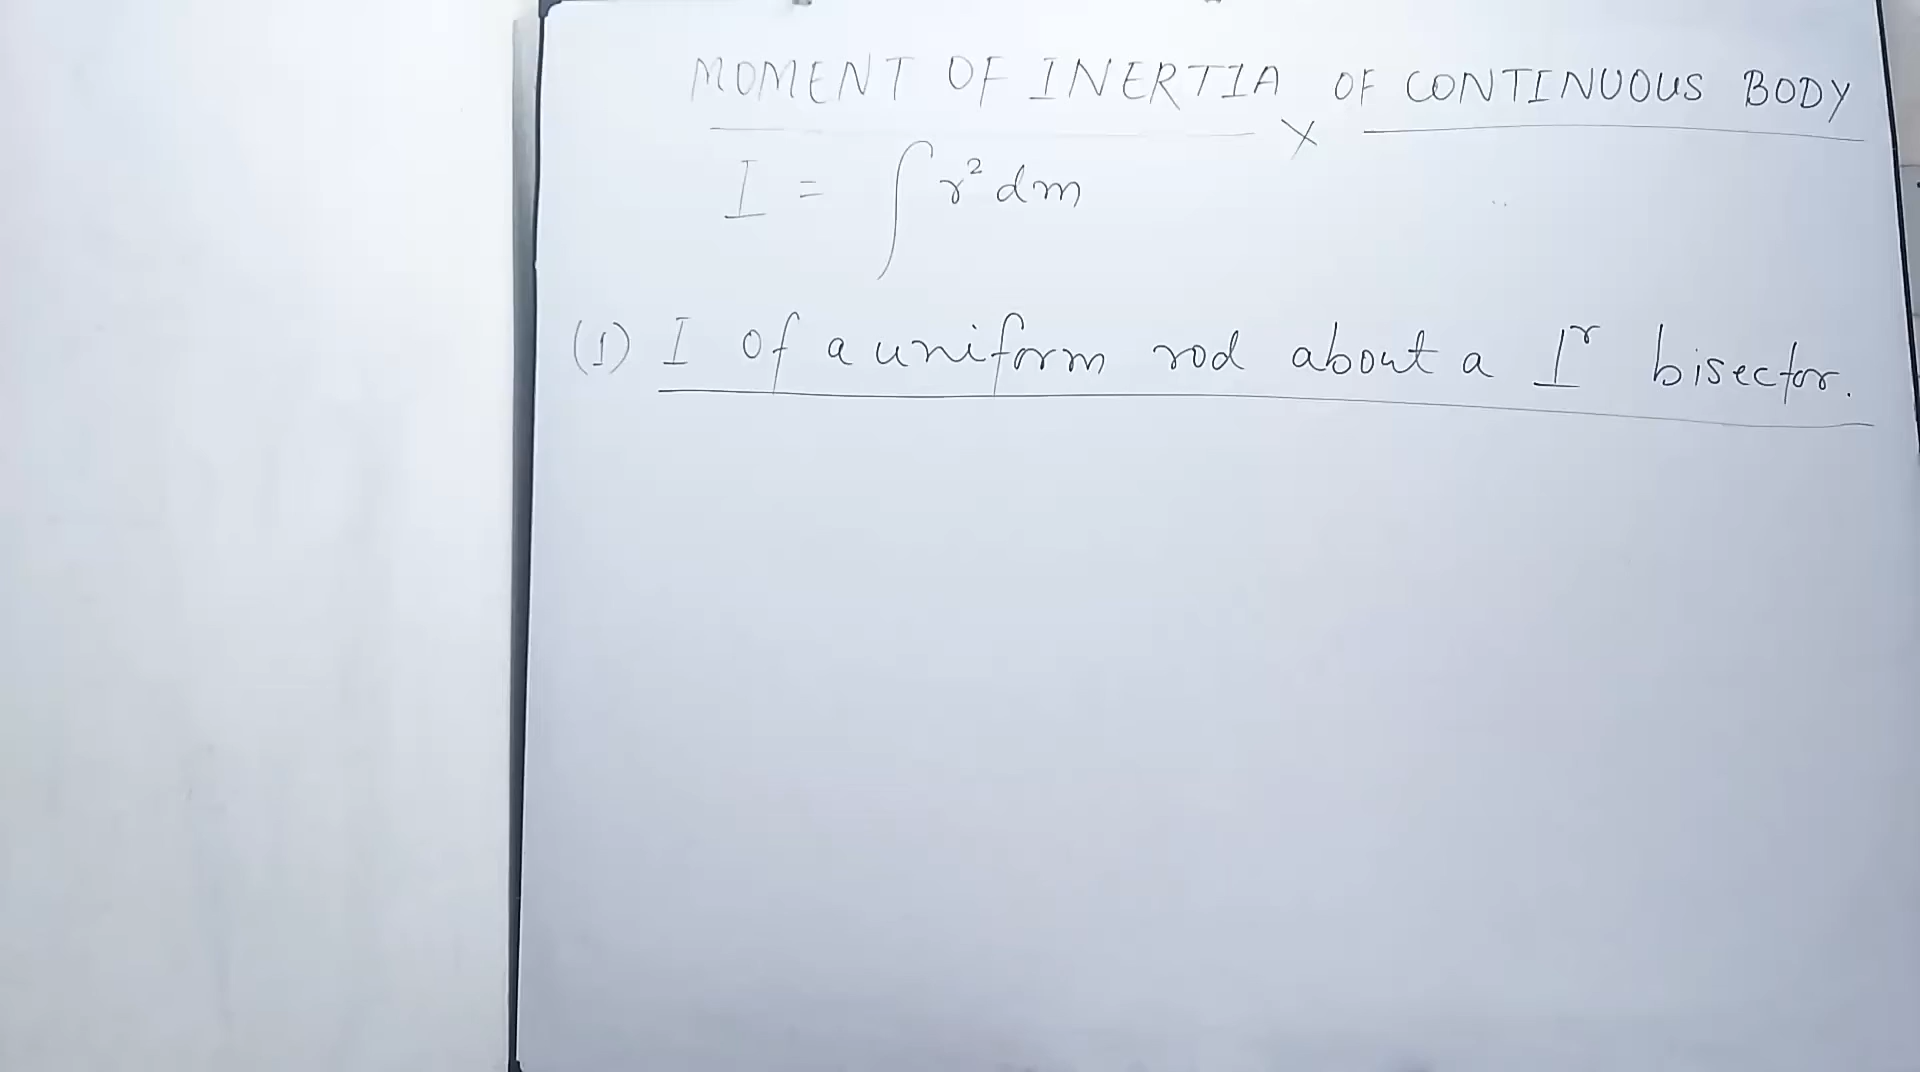 MOMENT OF INERTIA OF CONTINUOUS BODY
I = ∫ r² dm
(1) I of a uniform rod about a ⊥ʳ bisector.